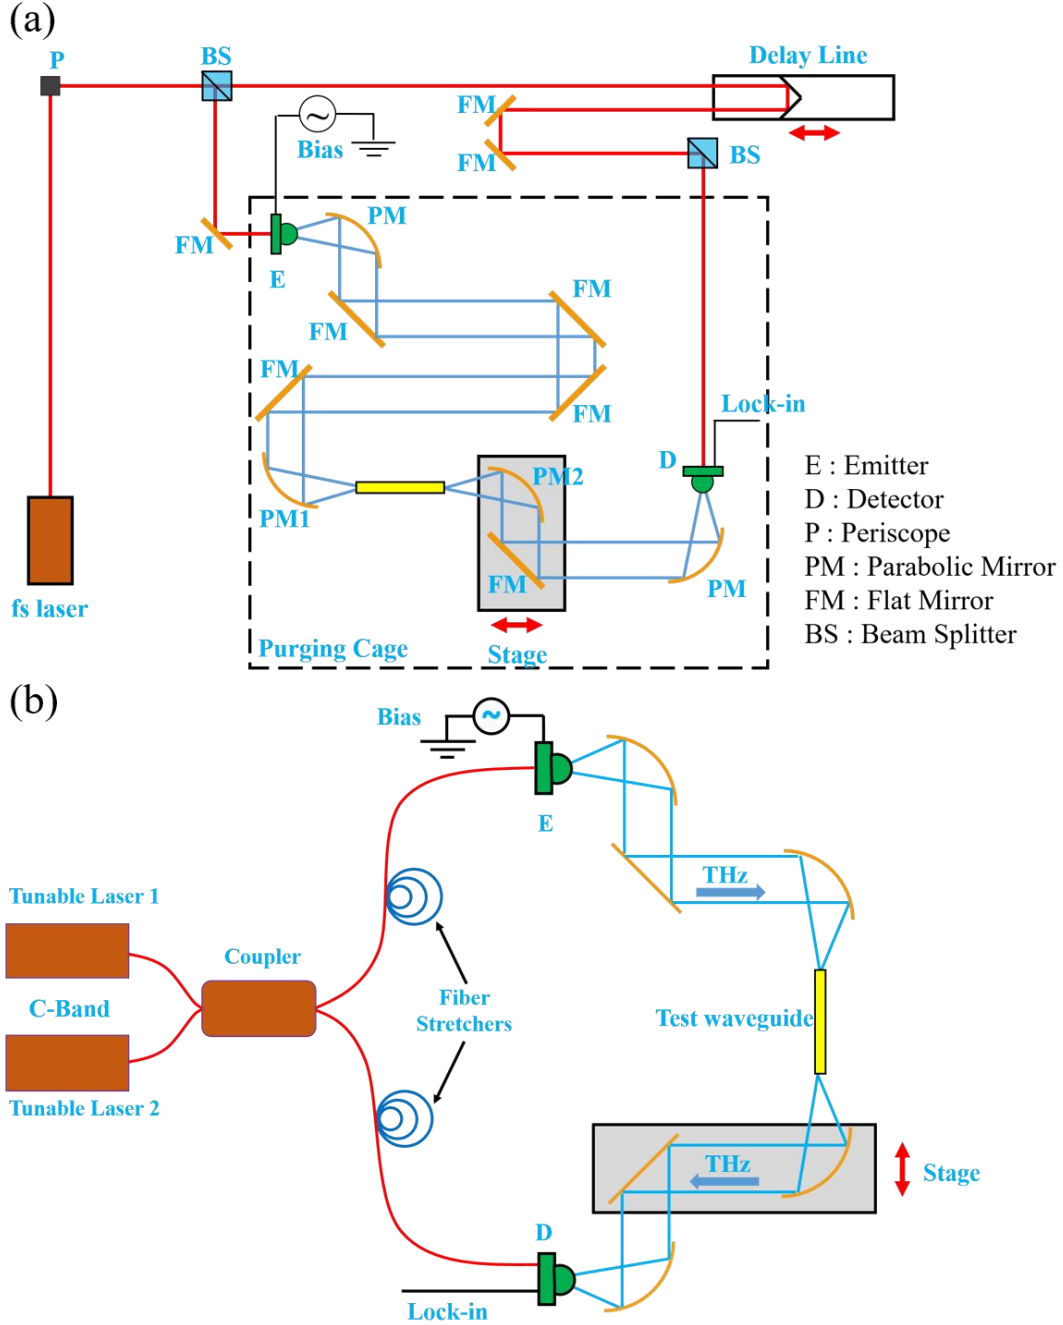 (a)
P
BS
Delay Line
FM
Bias
FM
BS
PM
FM
E
FM
FM
FM
FM
Lock-in
D
PM2
PM1
E : Emitter
D : Detector
P : Periscope
PM : Parabolic Mirror
FM : Flat Mirror
BS : Beam Splitter
FM
PM
fs laser
Purging Cage
Stage
(b)
Bias
E
THz
Tunable Laser 1
Coupler
C-Band
Fiber
Stretchers
Test waveguide
Tunable Laser 2
THz
Stage
D
Lock-in